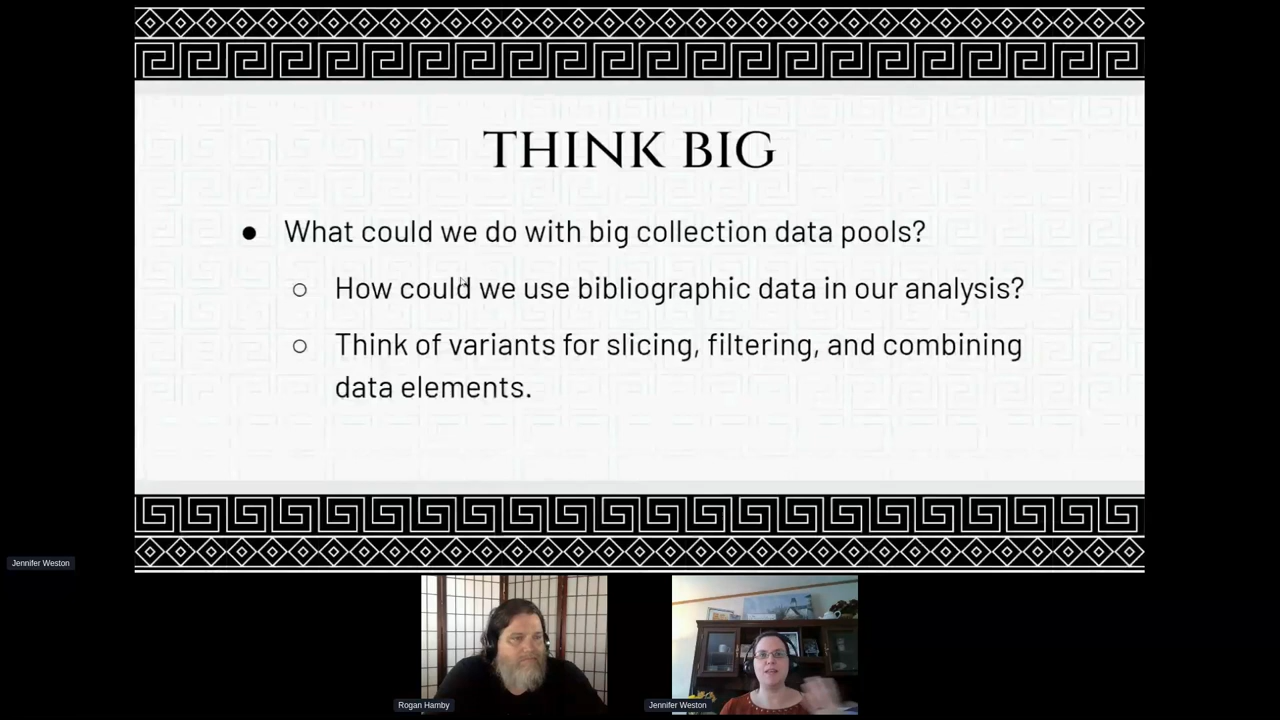 THINK BIG
● What could we do with big collection data pools?
○ How could we use bibliographic data in our analysis?
○ Think of variants for slicing, filtering, and combining
data elements.
Jennifer Weston
Rogan Hamby
Jennifer Weston